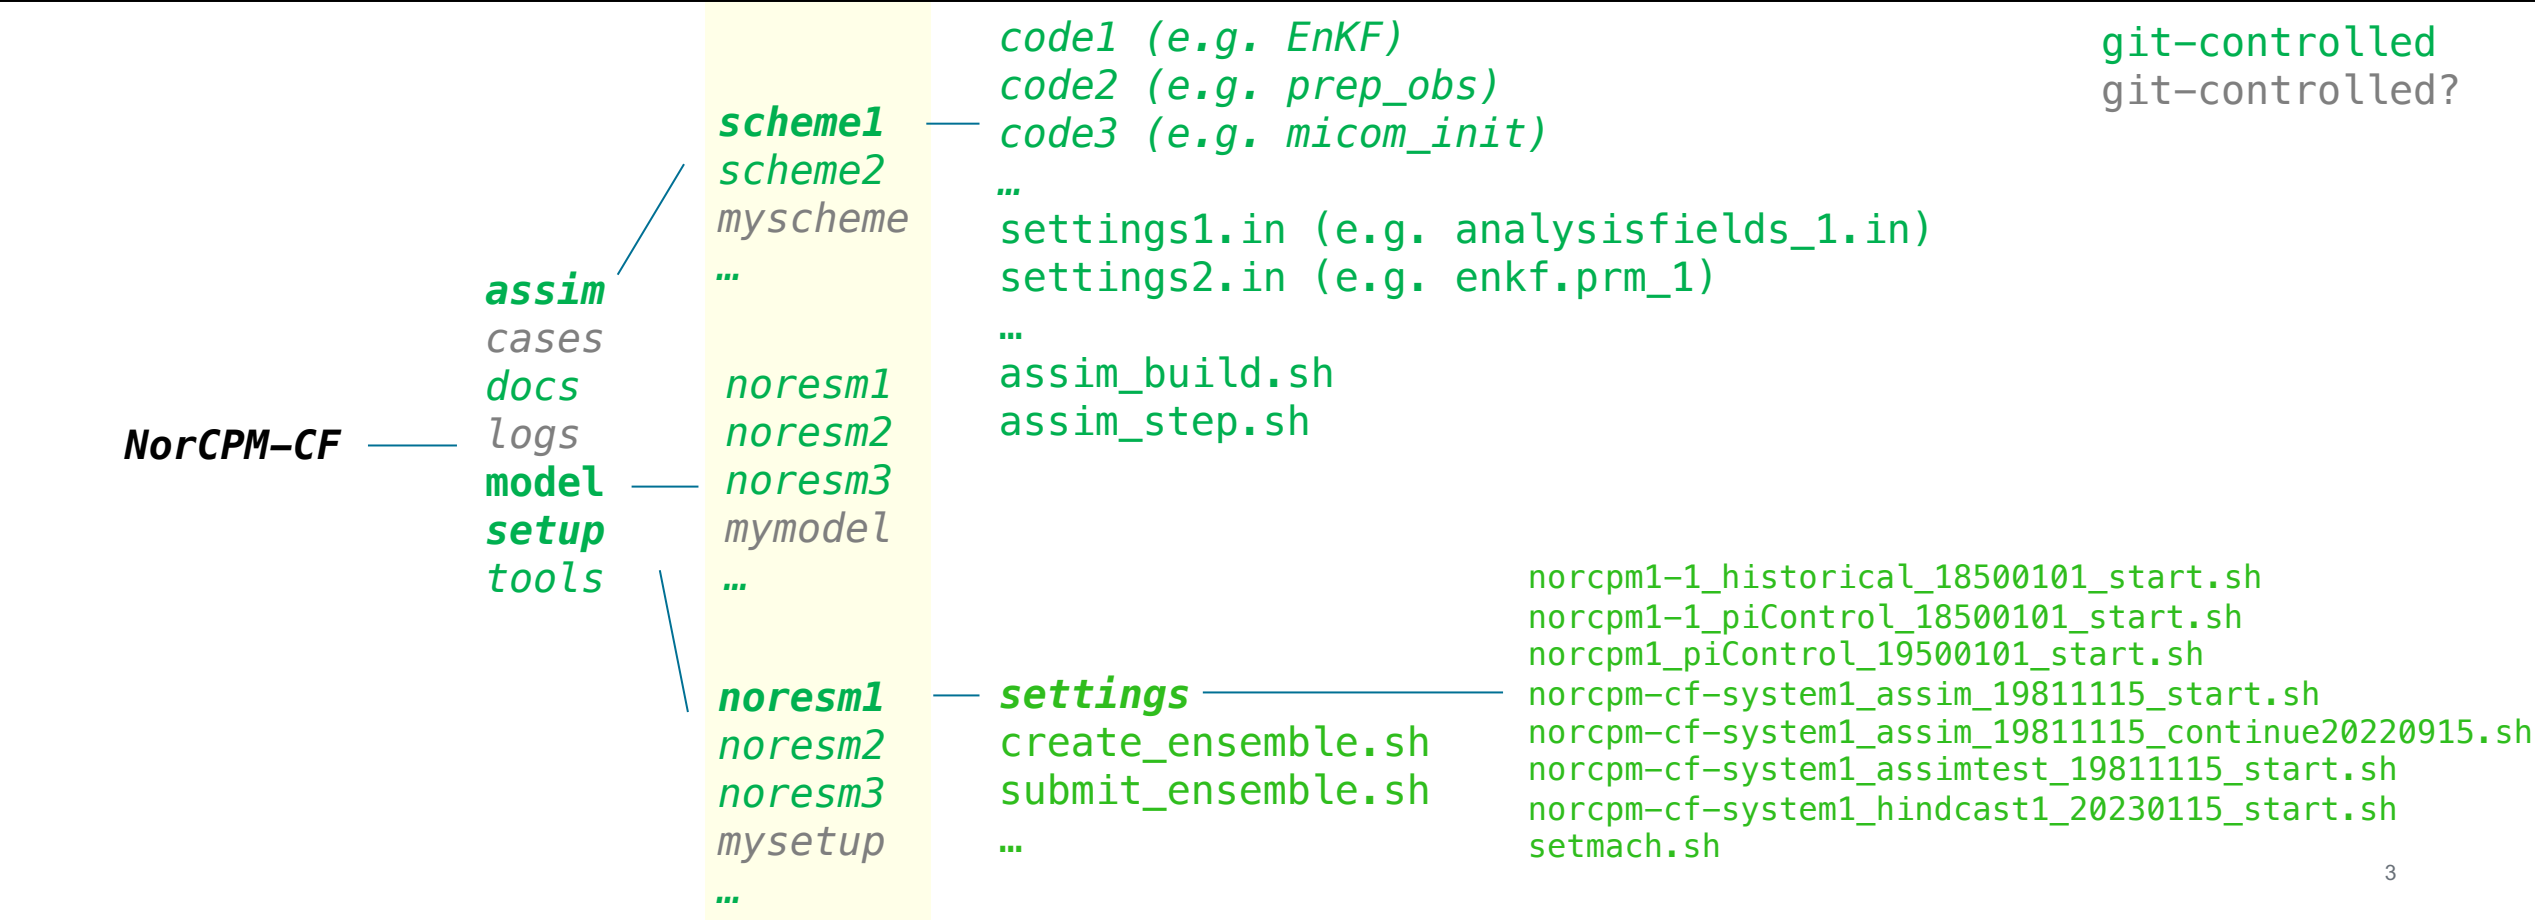 NorCPM–CF
assim
cases
docs
logs
model
setup
tools
scheme1
scheme2
myscheme
…
noresm1
noresm2
noresm3
mymodel
…
noresm1
noresm2
noresm3
mysetup
…
code1 (e.g. EnKF)
code2 (e.g. prep_obs)
code3 (e.g. micom_init)
…
settings1.in (e.g. analysisfields_1.in)
settings2.in (e.g. enkf.prm_1)
…
assim_build.sh
assim_step.sh
settings
create_ensemble.sh
submit_ensemble.sh
…
norcpm1–1_historical_18500101_start.sh
norcpm1–1_piControl_18500101_start.sh
norcpm1_piControl_19500101_start.sh
norcpm–cf–system1_assim_19811115_start.sh
norcpm–cf–system1_assim_19811115_continue20220915.sh
norcpm–cf–system1_assimtest_19811115_start.sh
norcpm–cf–system1_hindcast1_20230115_start.sh
setmach.sh
git–controlled
git–controlled?
3